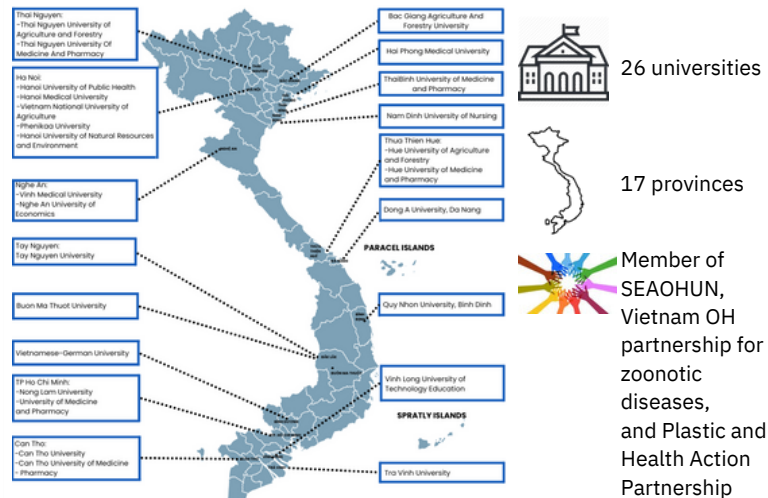 Thai Nguyen:
-Thai Nguyen University of
Agriculture and Forestry
-Thai Nguyen University Of
Medicine And Pharmacy
Ha Noi:
-Hanoi University of Public Health
-Hanoi Medical University
-Vietnam National University of
Agriculture
-Phenikaa University
-Hanoi University of Natural Resources
and Environment
Nghe An:
-Vinh Medical University
-Nghe An University of
Economics
Tay Nguyen:
Tay Nguyen University
Buon Ma Thuot University
Vietnamese-German University
TP Ho Chi Minh:
-Nong Lam University
-University of Medicine
and Pharmacy
Can Tho:
-Can Tho University
-Can Tho University of Medicine
- Pharmacy
Bac Giang Agriculture And
Forestry University
Hai Phong Medical University
ThaiBinh University of Medicine
and Pharmacy
Nam Dinh University of Nursing
Thua Thien Hue:
-Hue University of Agriculture
and Forestry
-Hue University of Medicine
and Pharmacy
Dong A University, Da Nang
PARACEL ISLANDS
Quy Nhon University, Binh Dinh
Vinh Long University of
Technology Education
SPRATLY ISLANDS
Tra Vinh University
26 universities
17 provinces
Member of
SEAOHUN,
Vietnam OH
partnership for
zoonotic
diseases,
and Plastic and
Health Action
Partnership